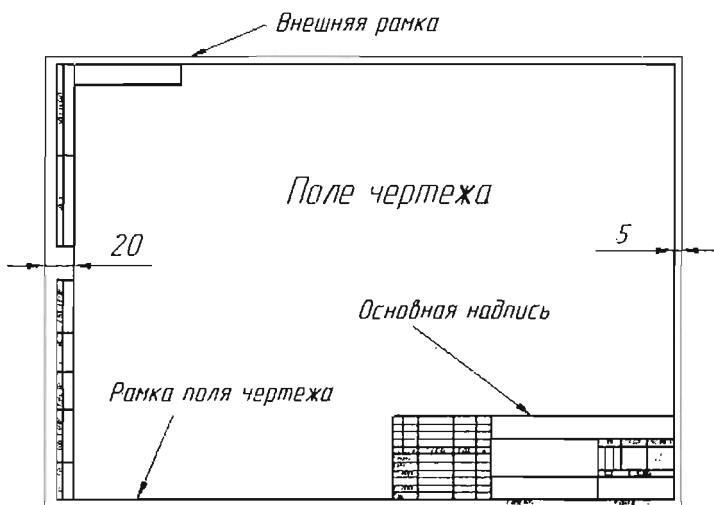 Внешняя рамка
Поле чертежа
20
5
Основная надпись
Рамка поля чертежа